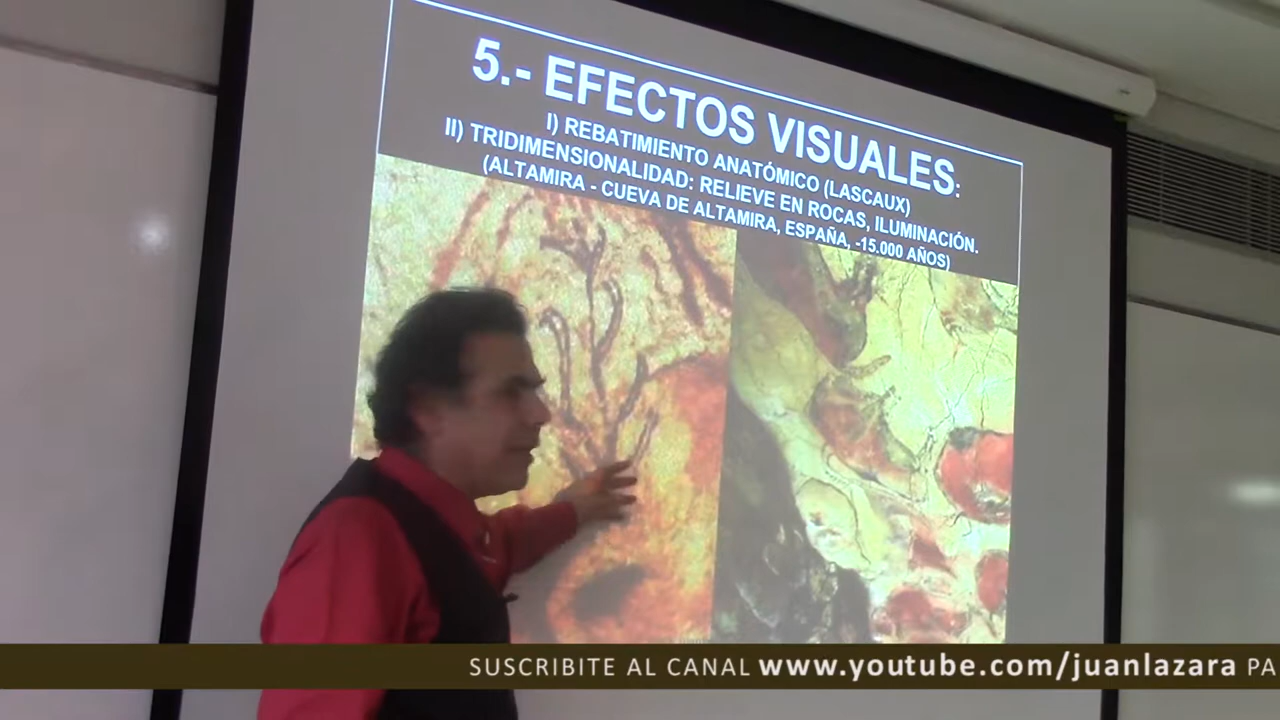 5.- EFECTOS VISUALES:
I) REBATIMIENTO ANATÓMICO (LASCAUX)
II) TRIDIMENSIONALIDAD: RELIEVE EN ROCAS, ILUMINACIÓN.
(ALTAMIRA - CUEVA DE ALTAMIRA, ESPAÑA, -15.000 AÑOS)
SUSCRIBITE AL CANAL www.youtube.com/juanlazara PA